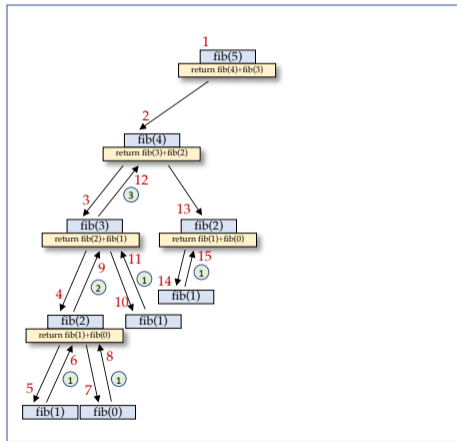 1
fib(5)
return fib(4)+fib(3)
2
fib(4)
return fib(3)+fib(2)
3
12
3
13
fib(3)
return fib(2)+fib(1)
fib(2)
return fib(1)+fib(0)
4
9
2
10
11
1
14
15
1
fib(1)
fib(2)
return fib(1)+fib(0)
fib(1)
5
6
1
7
8
1
fib(1)
fib(0)